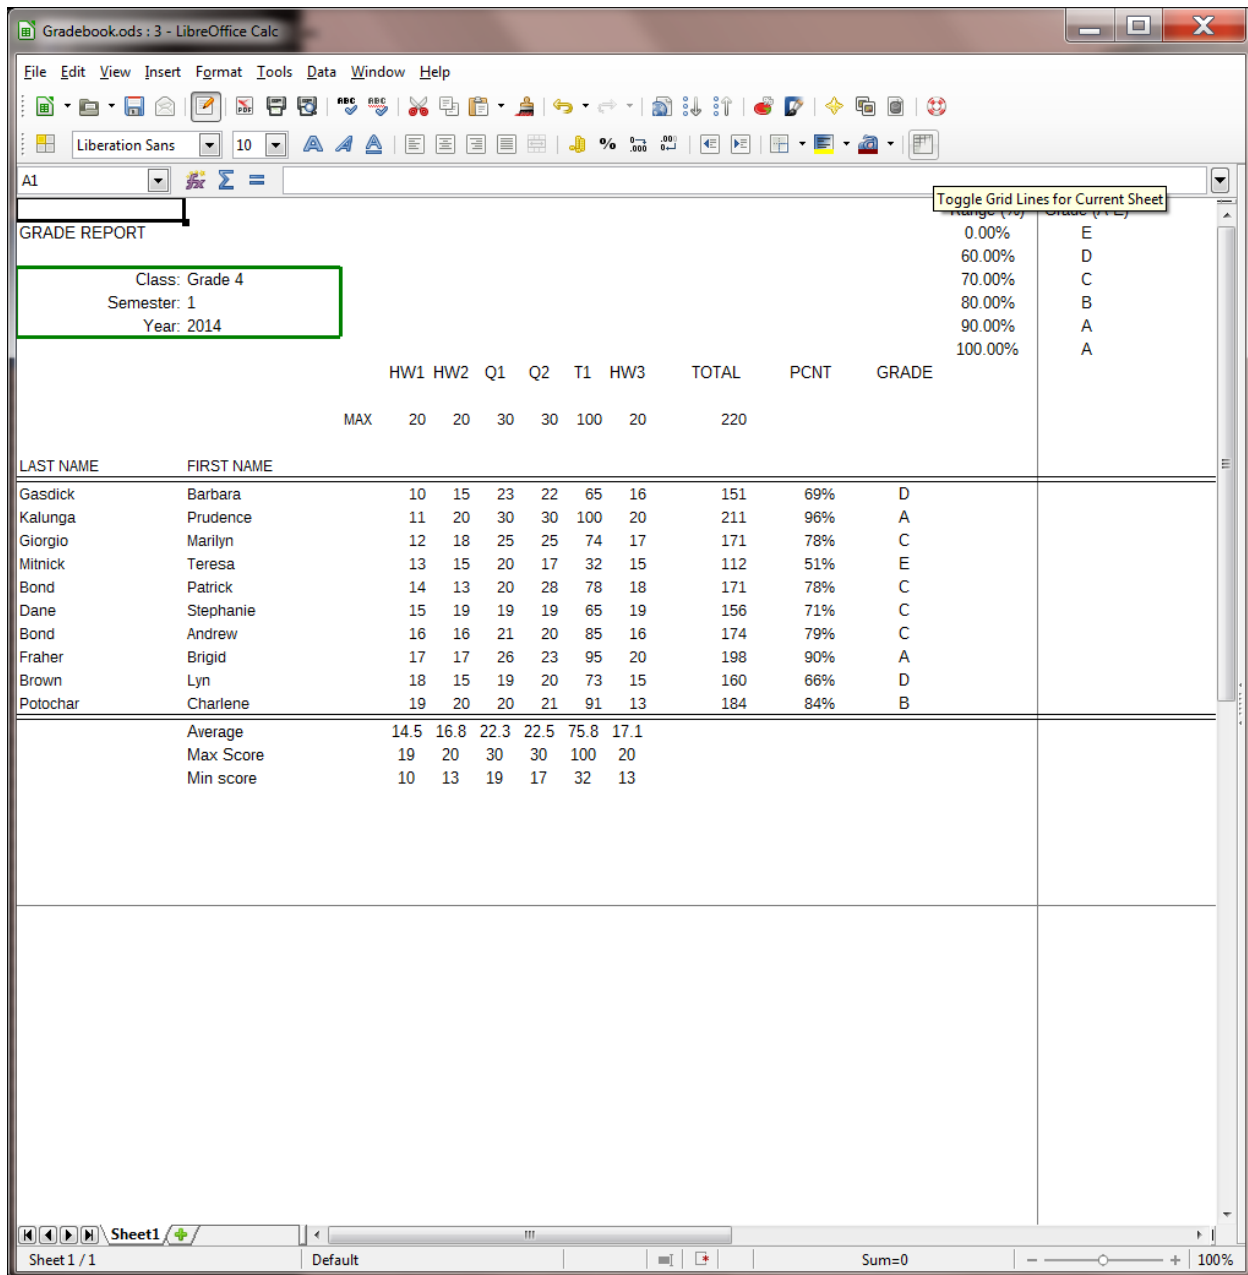 Gradebook.ods : 3 - LibreOffice Calc
File Edit View Insert Format Tools Data Window Help
Liberation Sans 10
A1
Toggle Grid Lines for Current Sheet
GRADE REPORT 0.00% E
60.00% D
Class: Grade 4 70.00% C
Semester: 1 80.00% B
Year: 2014 90.00% A
100.00% A
HW1 HW2 Q1 Q2 T1 HW3 TOTAL PCNT GRADE
MAX 20 20 30 30 100 20 220
LAST NAME FIRST NAME
Gasdick Barbara 10 15 23 22 65 16 151 69% D
Kalunga Prudence 11 20 30 30 100 20 211 96% A
Giorgio Marilyn 12 18 25 25 74 17 171 78% C
Mitnick Teresa 13 15 20 17 32 15 112 51% E
Bond Patrick 14 13 20 28 78 18 171 78% C
Dane Stephanie 15 19 19 19 65 19 156 71% C
Bond Andrew 16 16 21 20 85 16 174 79% C
Fraher Brigid 17 17 26 23 95 20 198 90% A
Brown Lyn 18 15 19 20 73 15 160 66% D
Potochar Charlene 19 20 20 21 91 13 184 84% B
Average 14.5 16.8 22.3 22.5 75.8 17.1
Max Score 19 20 30 30 100 20
Min score 10 13 19 17 32 13
Sheet1
Sheet 1 / 1 Default Sum=0 100%